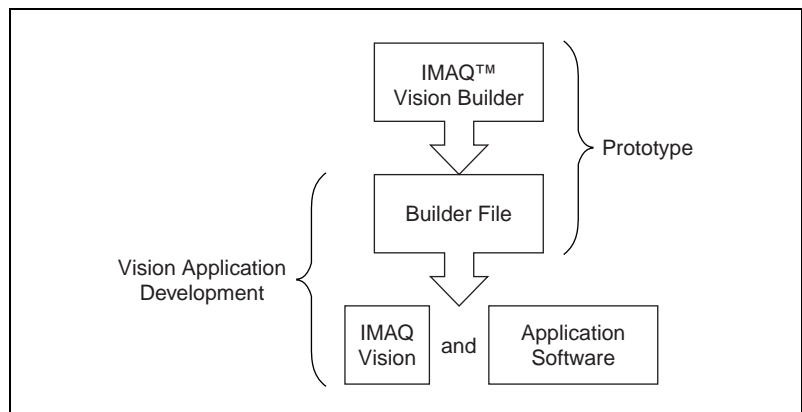 IMAQ™
Vision Builder
Prototype
Builder File
Vision Application
Development
IMAQ
Vision
and
Application
Software